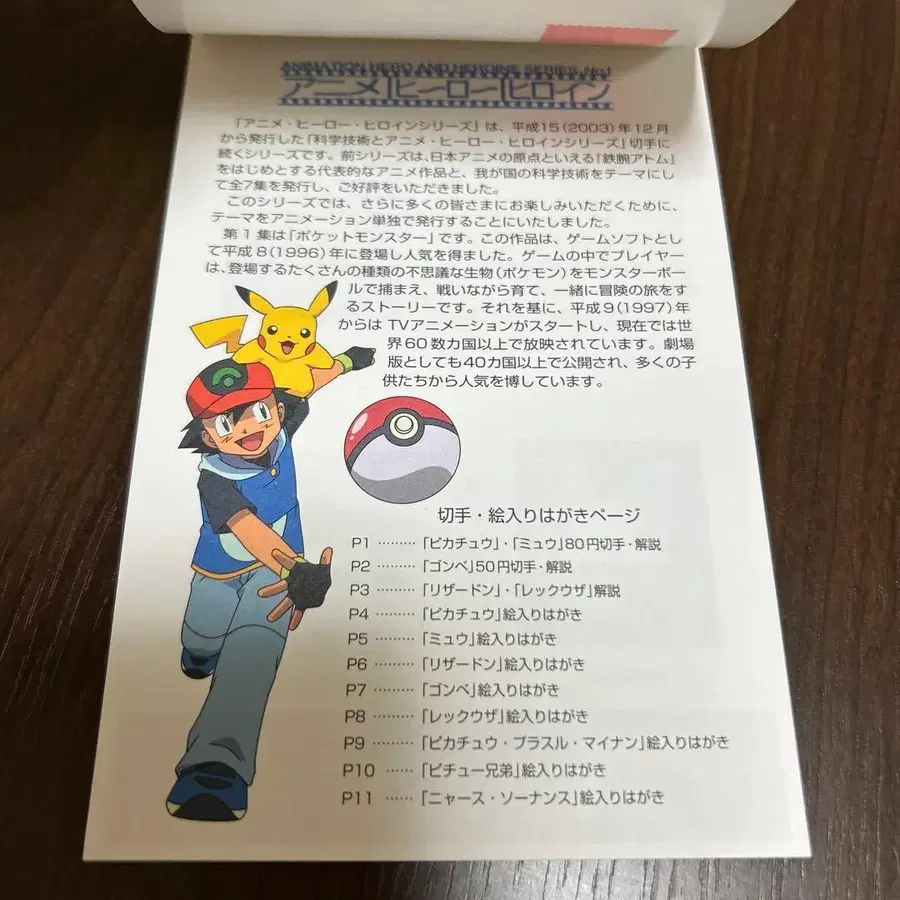 ANIMATION HERO AND HEROINE SERIES No.1
アニメ・ヒーロー・ヒロイン
「アニメ・ヒーロー・ヒロインシリーズ」は、平成15(2003)年12月
から発行した「科学技術とアニメ・ヒーロー・ヒロインシリーズ」切手に
続くシリーズです。前シリーズは、日本アニメの原点といえる『鉄腕アトム』
をはじめとする代表的なアニメ作品と、我が国の科学技術をテーマにし
て全7集を発行し、ご好評をいただきました。
このシリーズでは、さらに多くの皆さまにお楽しみいただくために、
テーマをアニメーション単独で発行することにいたしました。
第1集は「ポケットモンスター」です。この作品は、ゲームソフトとし
て平成8(1996)年に登場し人気を得ました。ゲームの中でプレイヤー
は、登場するたくさんの種類の不思議な生物(ポケモン)をモンスターボー
ルで捕まえ、戦いながら育て、一緒に冒険の旅をす
るストーリーです。それを基に、平成9(1997)年
からは TVアニメーションがスタートし、現在では世
界60数カ国以上で放映されています。劇場
版としても40カ国以上で公開され、多くの子
供たちから人気を博しています。
切手・絵入りはがきページ
P1 ……… 「ピカチュウ」・「ミュウ」80円切手・解説
P2 ……… 「ゴンベ」50円切手・解説
P3 ……… 「リザードン」・「レックウザ」解説
P4 ……… 「ピカチュウ」絵入りはがき
P5 ……… 「ミュウ」絵入りはがき
P6 ……… 「リザードン」絵入りはがき
P7 ……… 「ゴンベ」絵入りはがき
P8 ……… 「レックウザ」絵入りはがき
P9 ……… 「ピカチュウ・プラスル・マイナン」絵入りはがき
P10 …… 「ピチュー兄弟」絵入りはがき
P11 …… 「ニャース・ソーナンス」絵入りはがき